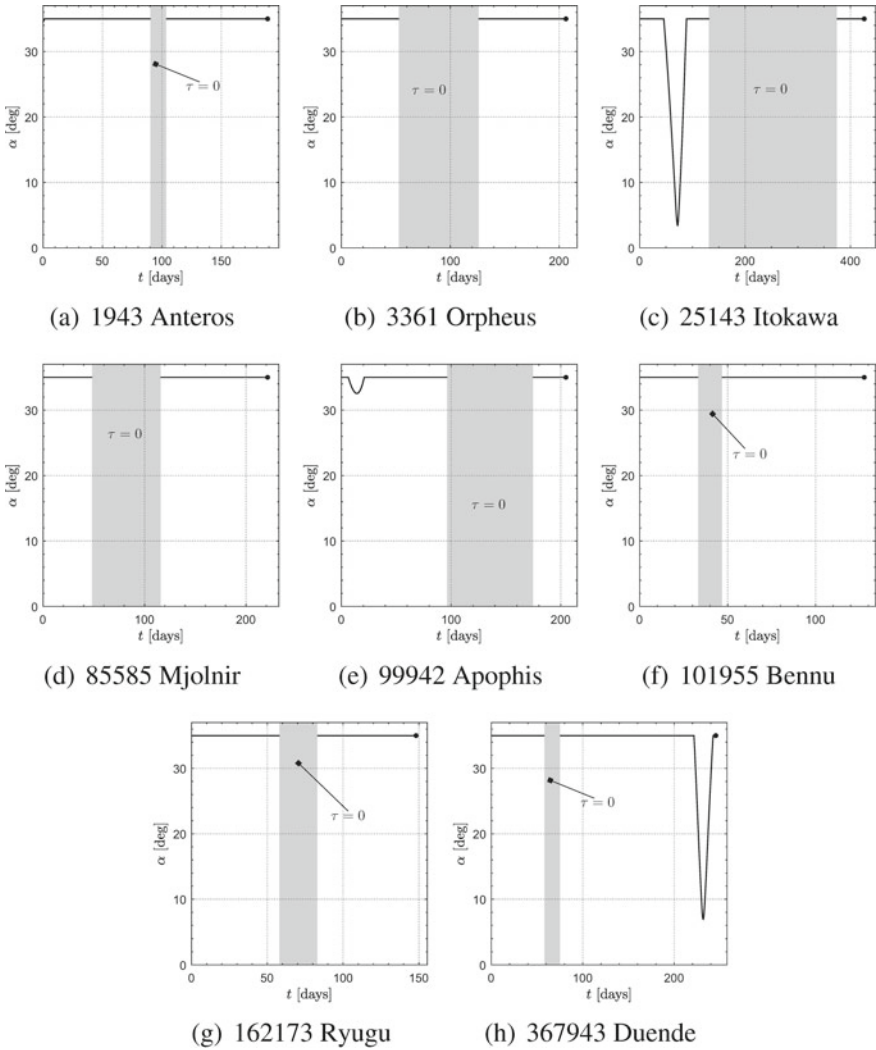 30
20
10
0
α [deg]
τ = 0
0 50 100 150
t [days]
(a) 1943 Anteros
30
20
10
0
α [deg]
τ = 0
0 100 200
t [days]
(b) 3361 Orpheus
30
20
10
0
α [deg]
τ = 0
0 200 400
t [days]
(c) 25143 Itokawa
30
20
10
0
α [deg]
τ = 0
0 100 200
t [days]
(d) 85585 Mjolnir
30
20
10
0
α [deg]
τ = 0
0 100 200
t [days]
(e) 99942 Apophis
30
20
10
0
α [deg]
τ = 0
0 50 100
t [days]
(f) 101955 Bennu
30
20
10
0
α [deg]
τ = 0
0 50 100 150
t [days]
(g) 162173 Ryugu
30
20
10
0
α [deg]
τ = 0
0 100 200
t [days]
(h) 367943 Duende